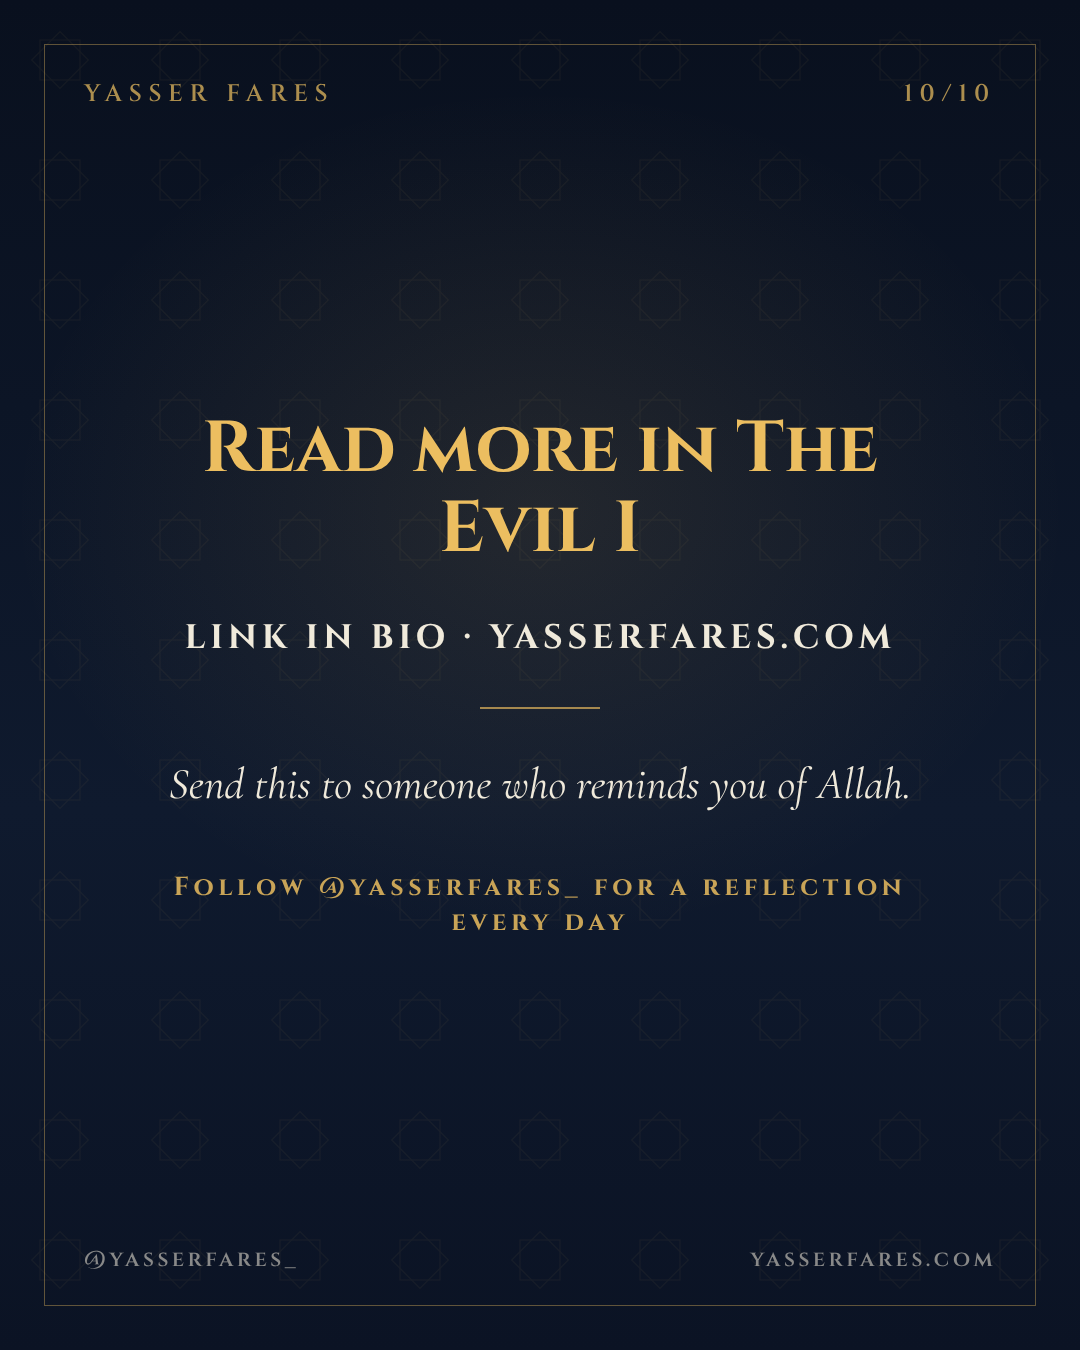 YASSER FARES
10/10
READ MORE IN THE
EVIL I
LINK IN BIO · YASSERFARES.COM
Send this to someone who reminds you of Allah.
FOLLOW @YASSERFARES_ FOR A REFLECTION
EVERY DAY
@YASSERFARES_
YASSERFARES.COM